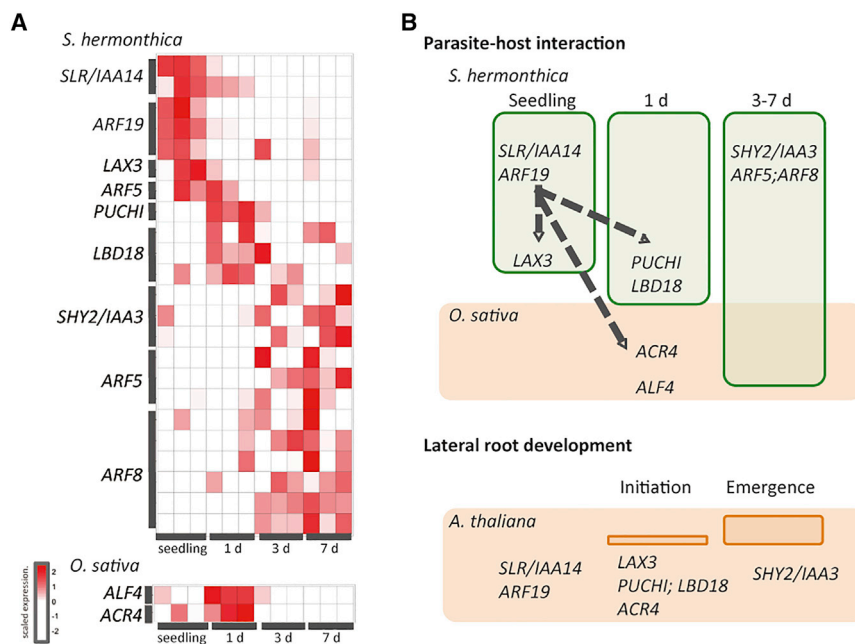 A
S. hermonthica
SLR/IAA14
ARF19
LAX3
ARF5
PUCHI
LBD18
SHY2/IAA3
ARF5
ARF8
seedling 1 d 3 d 7 d
O. sativa
ALF4
ACR4
seedling 1 d 3 d 7 d
scaled expression.
2
1
0
-1
-2
B
Parasite-host interaction
S. hermonthica
Seedling 1 d 3-7 d
SLR/IAA14 SHY2/IAA3
ARF19 ARF5;ARF8
LAX3 PUCHI
LBD18
O. sativa
ACR4
ALF4
Lateral root development
Initiation Emergence
A. thaliana
SLR/IAA14 LAX3 SHY2/IAA3
ARF19 PUCHI; LBD18
ACR4